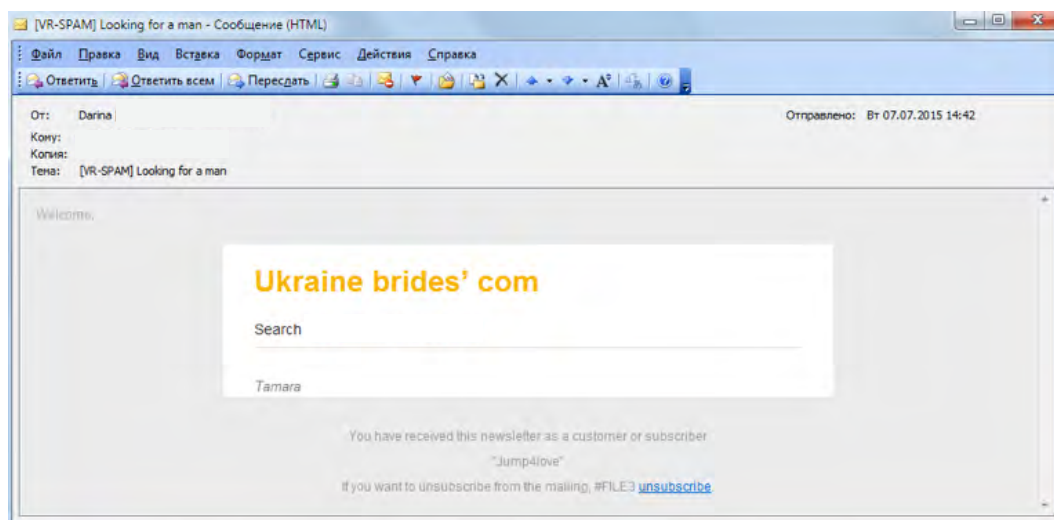 [VR-SPAM] Looking for a man - Сообщение (HTML)
Файл Правка Вид Вставка Формат Сервис Действия Справка
Ответить Ответить всем Переслать
От: Darina Отправлено: Вт 07.07.2015 14:42
Кому:
Копия:
Тема: [VR-SPAM] Looking for a man
Welcome,
Ukraine brides’ com
Search
Tamara
You have received this newsletter as a customer or subscriber
"Jump4love"
If you want to unsubscribe from the mailing, #FILE3 unsubscribe